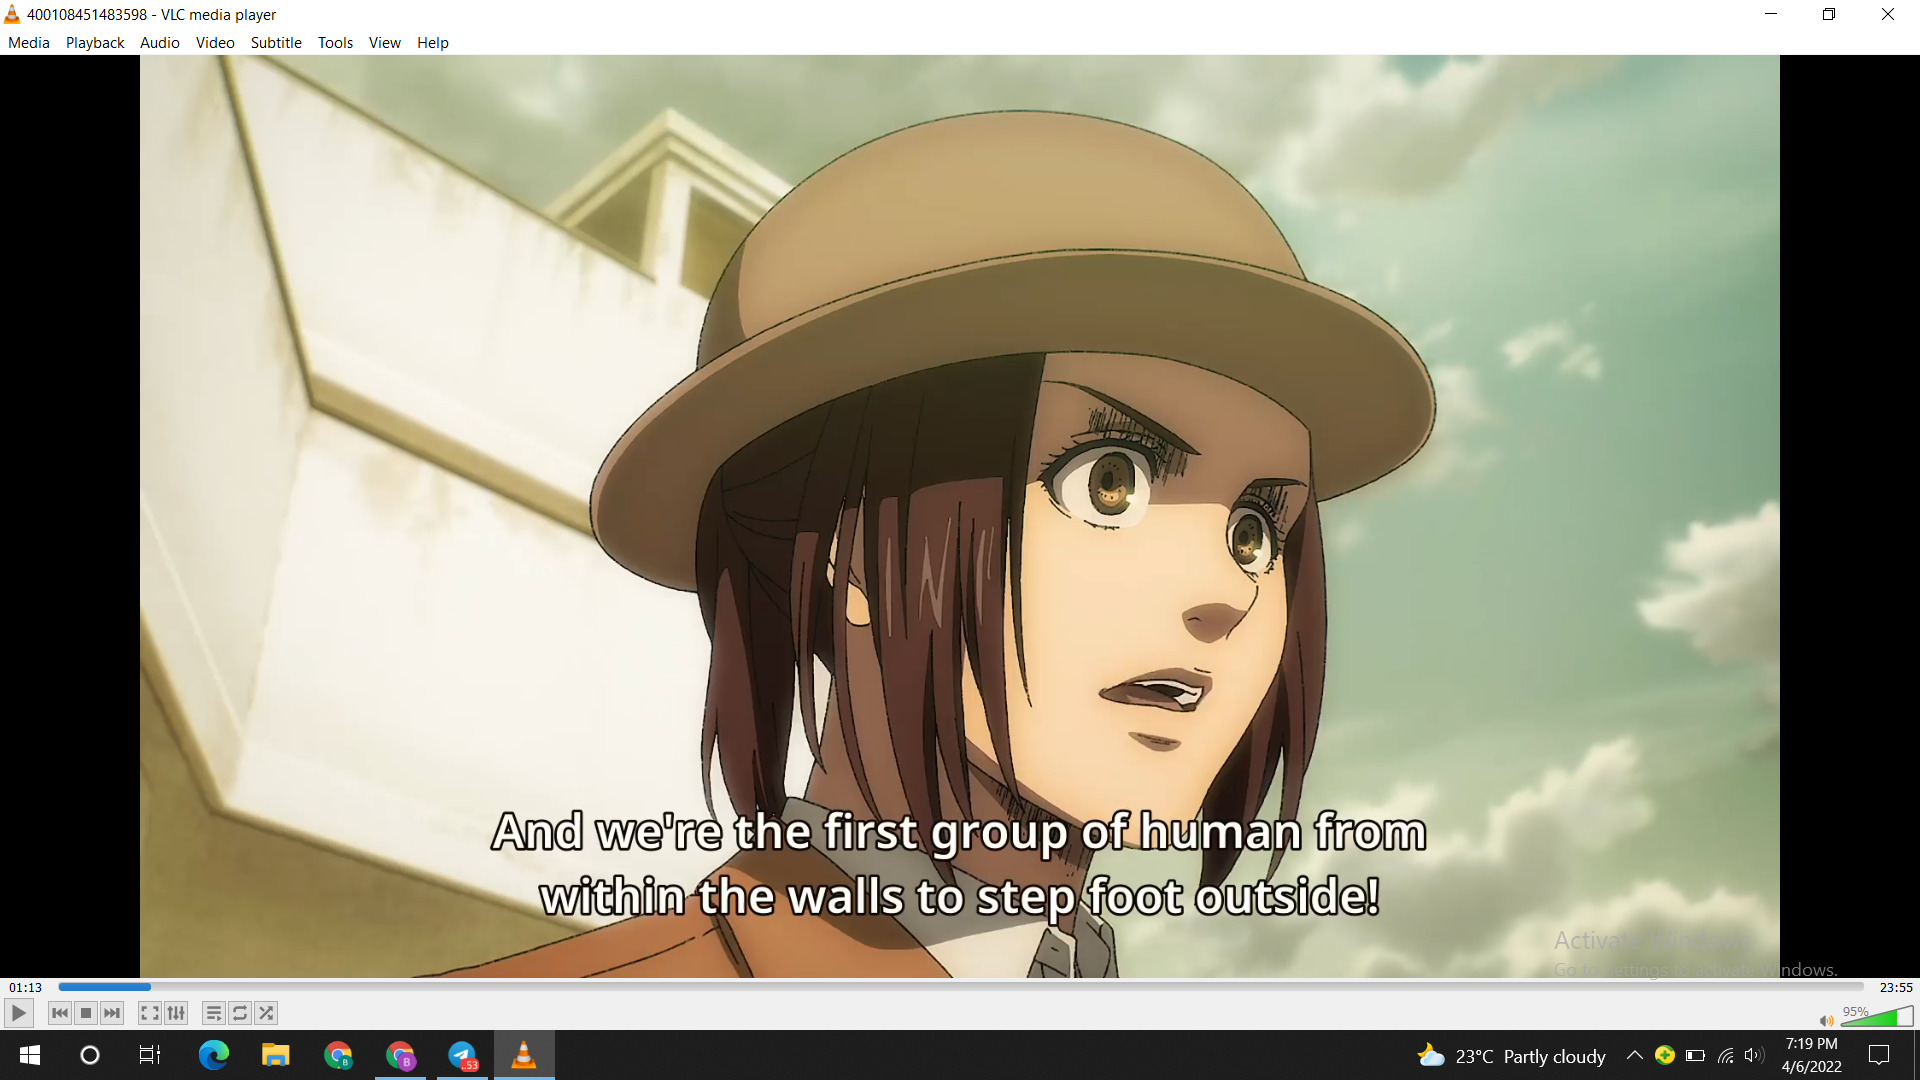 400108451483598 - VLC media player
Media Playback Audio Video Subtitle Tools View Help
And we're the first group of human from
within the walls to step foot outside!
Activate Windows
Go to Settings to activate Windows.
01:13
23:55
95%
B
B
..53
23°C Partly cloudy
7:19 PM
4/6/2022